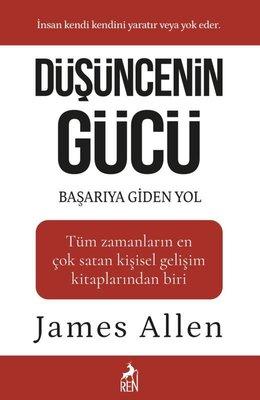 İnsan kendi kendini yaratır veya yok eder.
DÜŞÜNCENİN
GÜCÜ
BAŞARIYA GİDEN YOL
Tüm zamanların en
çok satan kişisel gelişim
kitaplarından biri
James Allen
REN